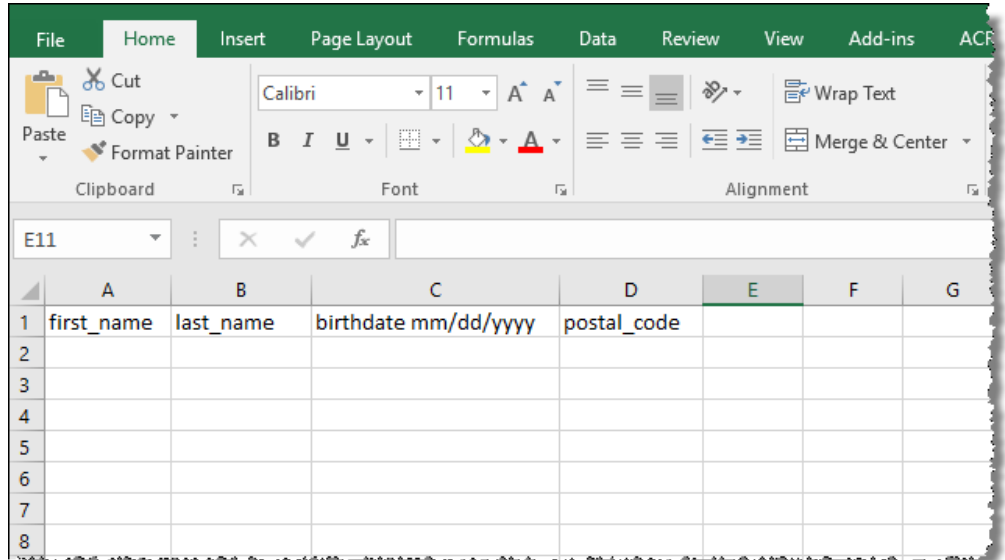 File Home Insert Page Layout Formulas Data Review View Add-ins
Cut
Calibri 11 A A Wrap Text
Copy
Paste
B I U A Merge & Center
Format Painter
Clipboard Font Alignment
E11 fx
A B C D E F G
1 first_name last_name birthdate mm/dd/yyyy postal_code
2
3
4
5
6
7
8